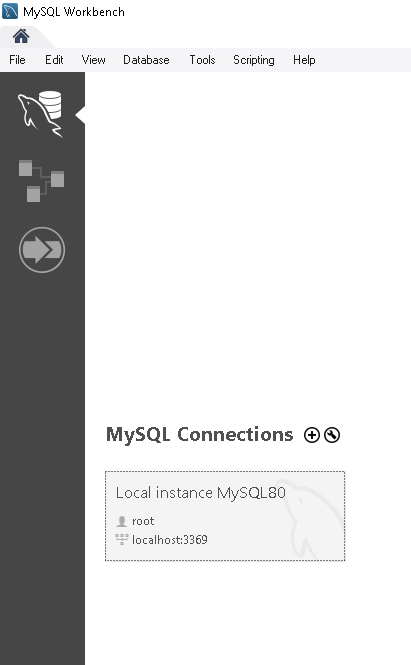 MySQL Workbench
File Edit View Database Tools Scripting Help
MySQL Connections
Local instance MySQL80
root
localhost:3369